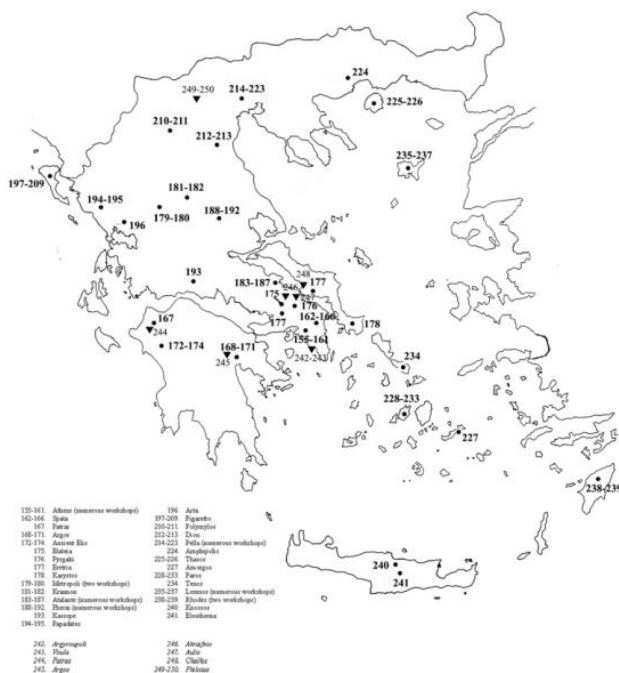 224
249-250
214-223
225-226
210-211
212-213
235-237
197-209
181-182
194-195
179-180
188-192
196
248
193
183-187
246
177
175
247
176
167
177
162-166
178
244
155-161
172-174
168-171
242-243
245
234
228-233
227
238-239
240
241
155-161. Athens (numerous workshops)
162-166. Spata
167. Patras
168-171. Argos
172-174. Ancient Elis
175. Elateia
176. Pyrgaki
177. Eretria
178. Karystos
179-180. Mitropoli (two workshops)
181-182. Krannon
183-187. Atalante (numerous workshops)
188-192. Pherai (numerous workshops)
193. Kassope
194-195. Papadates
196. Arta
197-209. Figaretto
210-211. Polymylos
212-213. Dion
214-223. Pella (numerous workshops)
224. Amphipolis
225-226. Thasos
227. Amorgos
228-233. Paros
234. Tenos
235-237. Lemnos (numerous workshops)
238-239. Rhodes (two workshops)
240. Knossos
241. Eleutherna
242. Argyroupoli
243. Voula
244. Patras
245. Argos
246. Akraifnio
247. Aulis
248. Chalkis
249-250. Philotas